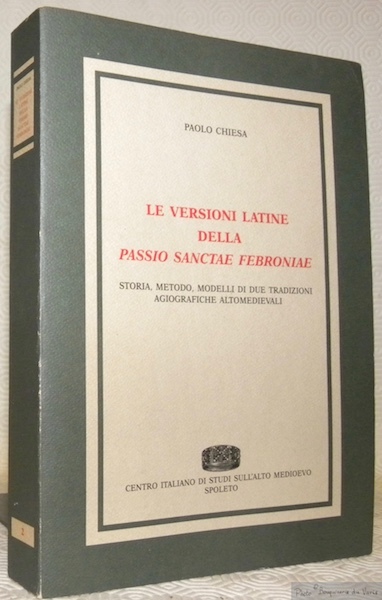 PAOLO CHIESA
LE VERSIONI LATINE
DELLA
PASSIO SANCTAE FEBRONIAE
STORIA, METODO, MODELLI DI DUE TRADIZIONI
AGIOGRAFICHE ALTOMEDIEVALI
CENTRO ITALIANO DI STUDI SULL'ALTO MEDIOEVO
SPOLETO
2